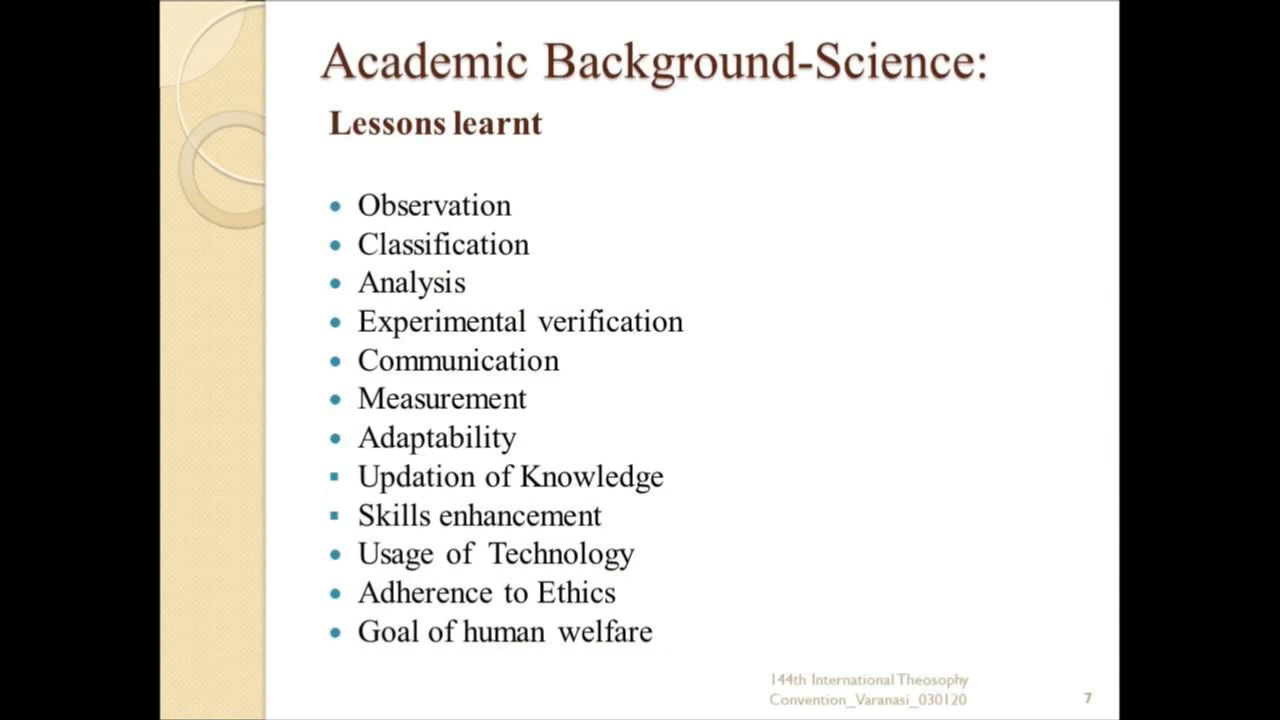 Academic Background-Science:
Lessons learnt
Observation
Classification
Analysis
Experimental verification
Communication
Measurement
Adaptability
Updation of Knowledge
Skills enhancement
Usage of Technology
Adherence to Ethics
Goal of human welfare
144th International Theosophy
Convention_Varanasi_030120
7